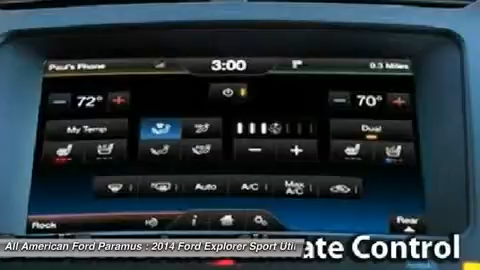 Paul's Phone 3:00 0.3 Miles
72° 70°
My Temp Dual
Auto A/C Max A/C
Rock Rear
ate Control
All American Ford Paramus : 2014 Ford Explorer Sport Util